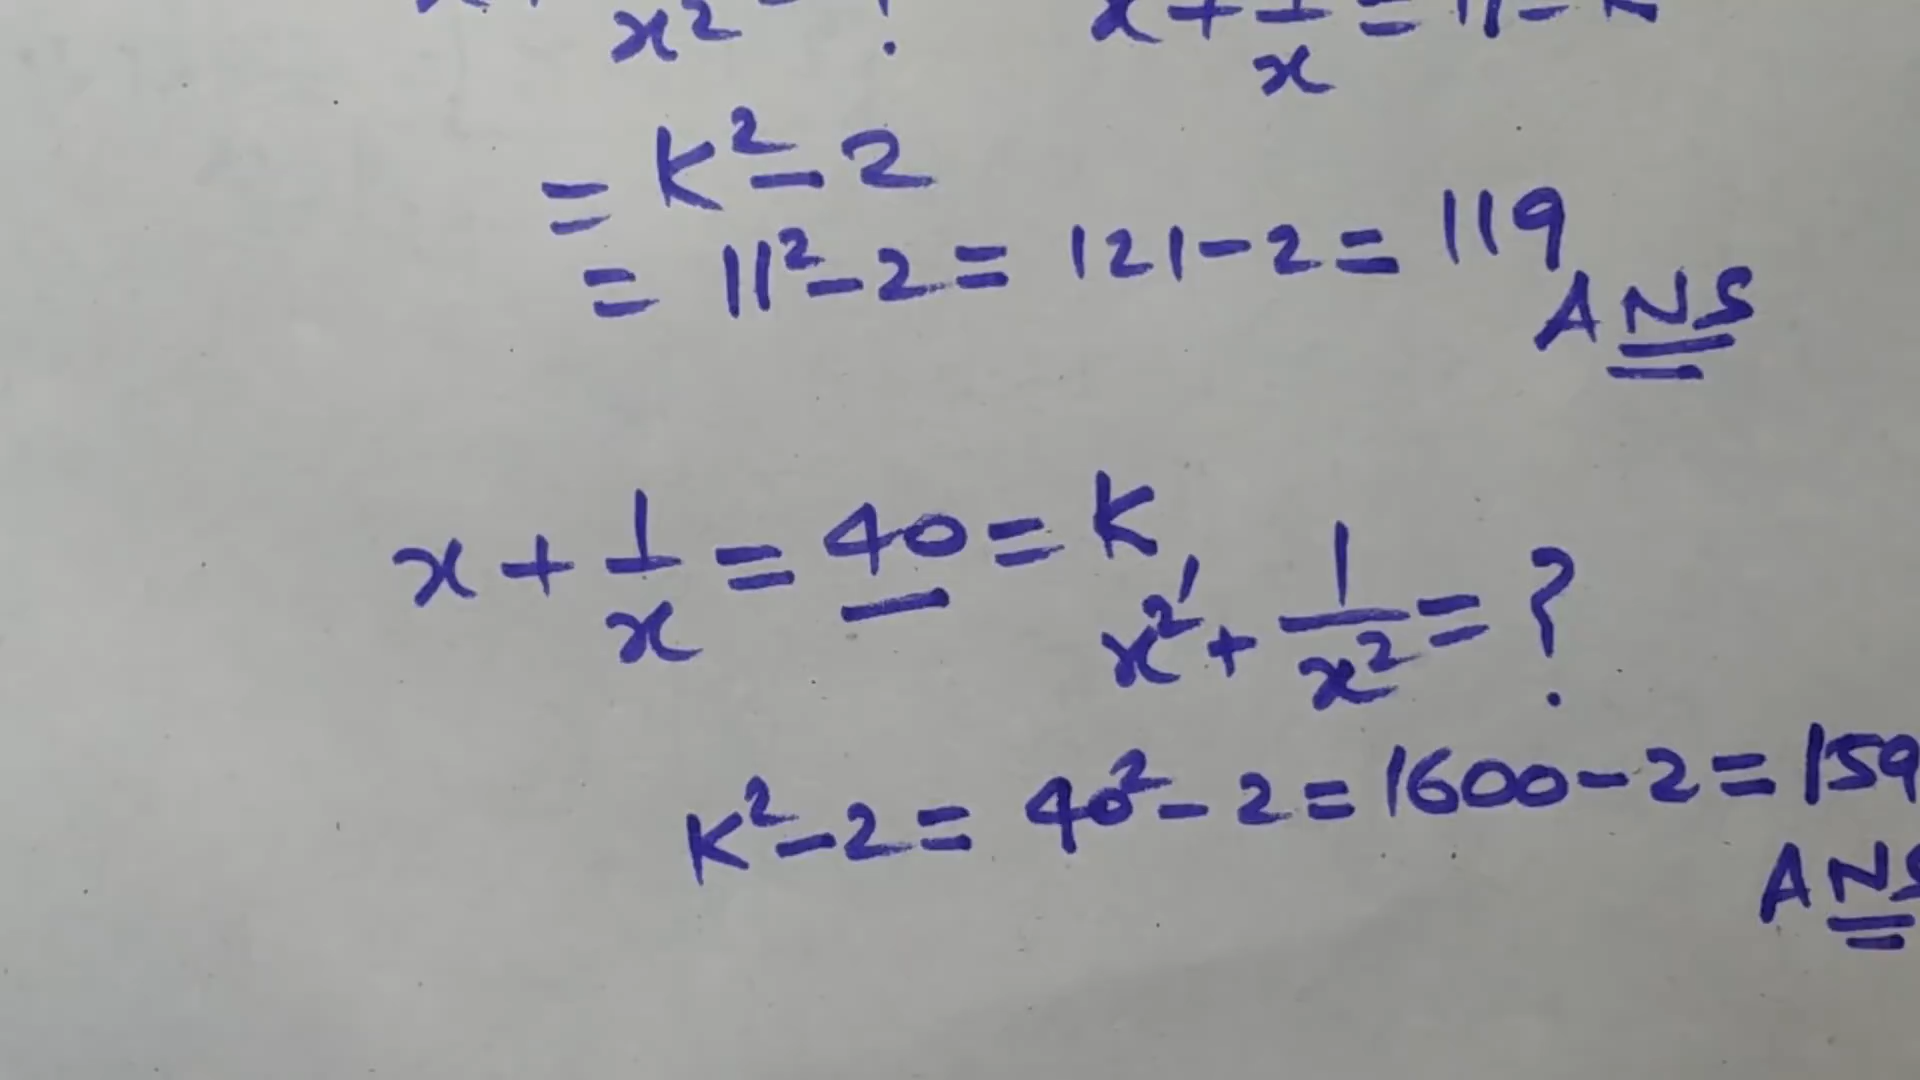 x² = ? x + 1/x = 11 = K
= K² - 2
= 11² - 2 = 121 - 2 = 119
ANS
x + 1/x = 40 = K,
x² + 1/x² = ?
K² - 2 = 40² - 2 = 1600 - 2 = 159
ANS